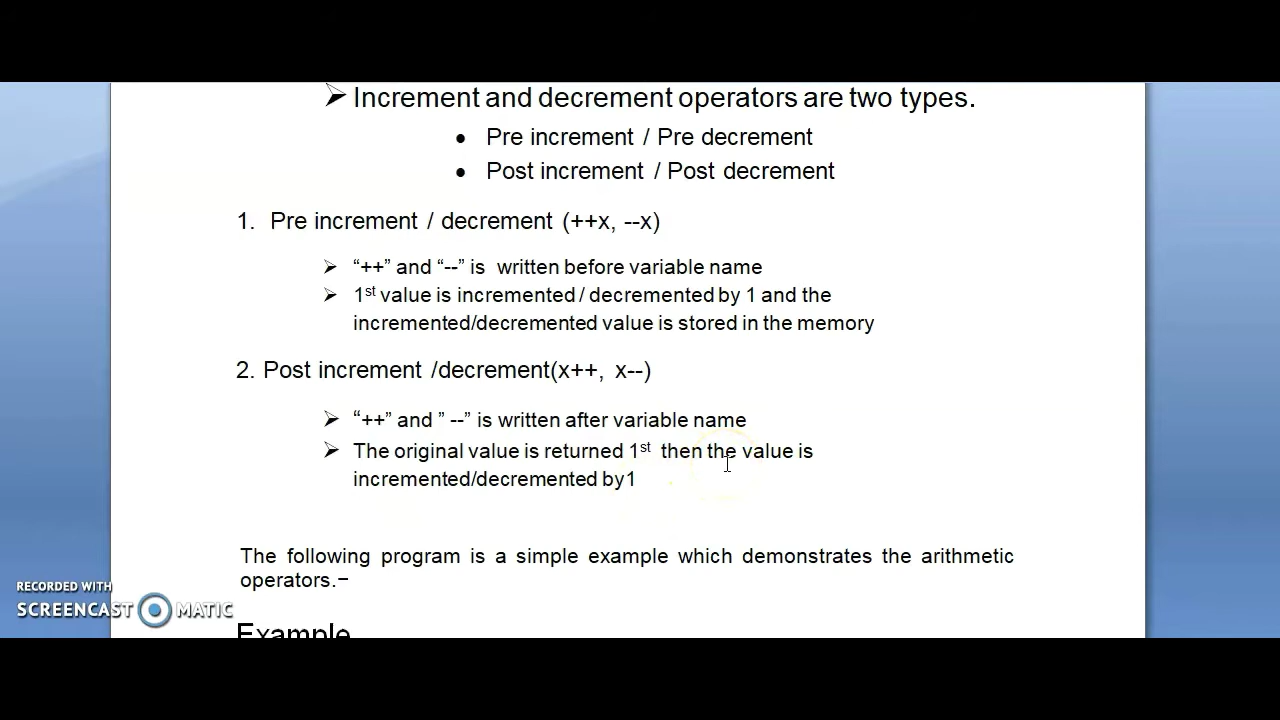 ➢ Increment and decrement operators are two types.
• Pre increment / Pre decrement
• Post increment / Post decrement
1. Pre increment / decrement (++x, --x)
➢ “++” and “--” is written before variable name
➢ 1st value is incremented / decremented by 1 and the
incremented/decremented value is stored in the memory
2. Post increment /decrement(x++, x--)
➢ “++” and ” --” is written after variable name
➢ The original value is returned 1st then the value is
incremented/decremented by1
The following program is a simple example which demonstrates the arithmetic
operators.−
RECORDED WITH
SCREENCAST MATIC
Example